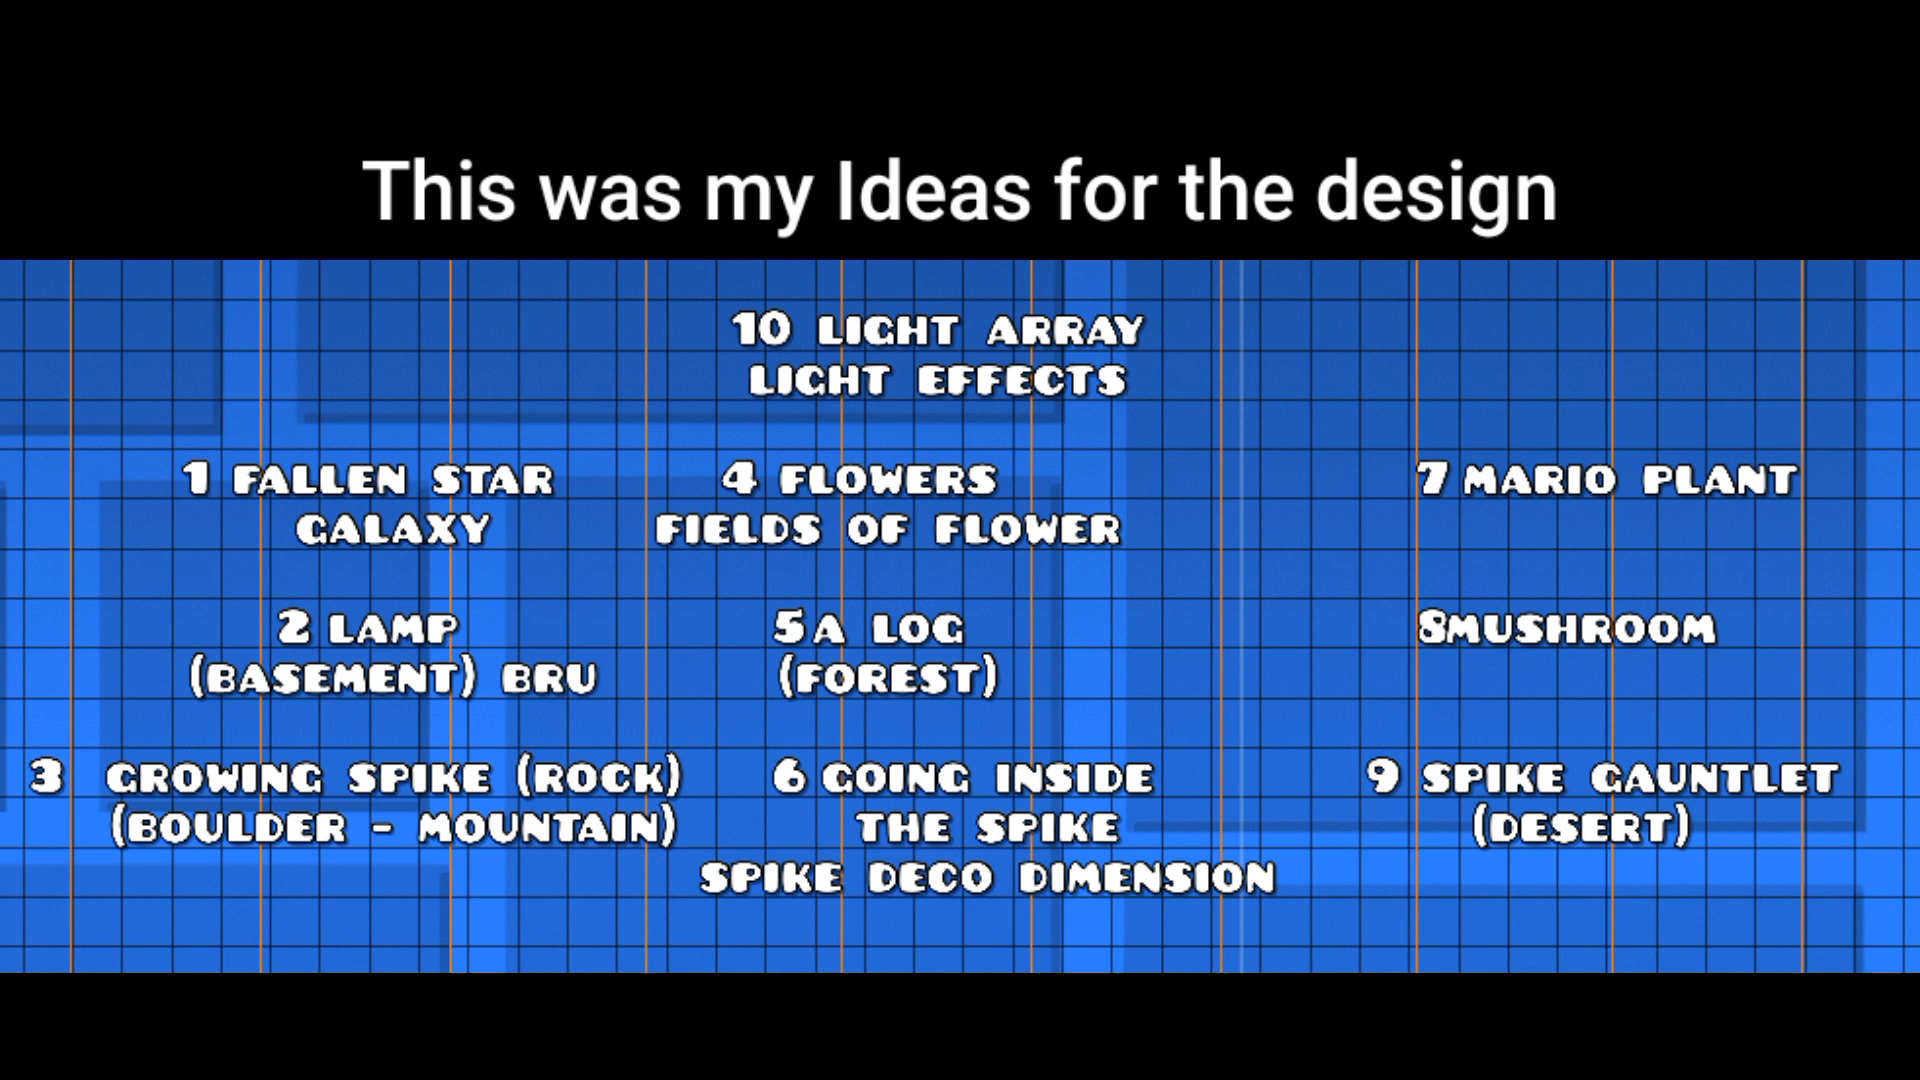 This was my Ideas for the design
10 LIGHT ARRAY
LIGHT EFFECTS
1 FALLEN STAR
GALAXY
4 FLOWERS
FIELDS OF FLOWER
7 MARIO PLANT
2 LAMP
(BASEMENT) BRU
5 A LOG
(FOREST)
8MUSHROOM
3 GROWING SPIKE (ROCK)
(BOULDER - MOUNTAIN)
6 GOING INSIDE
THE SPIKE
SPIKE DECO DIMENSION
9 SPIKE GAUNTLET
(DESERT)